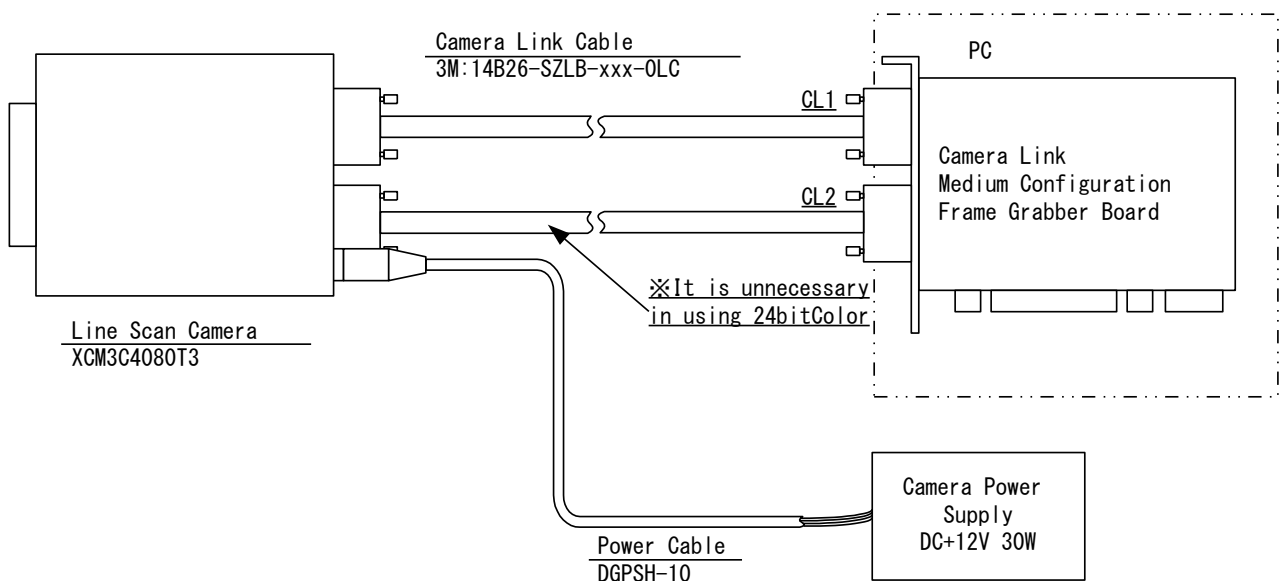 Camera Link Cable
3M:14B26-SZLB-xxx-0LC
PC
CL1
Camera Link
Medium Configuration
Frame Grabber Board
CL2
※It is unnecessary
in using 24bitColor
Line Scan Camera
XCM3C4080T3
Camera Power
Supply
DC+12V 30W
Power Cable
DGPSH-10